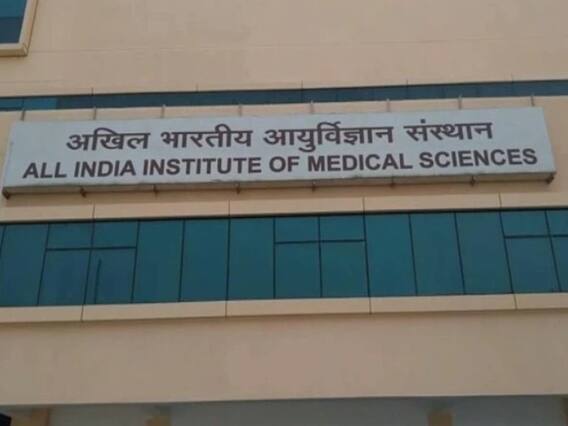 अखिल भारतीय आयुर्विज्ञान संस्थान
ALL INDIA INSTITUTE OF MEDICAL SCIENCES